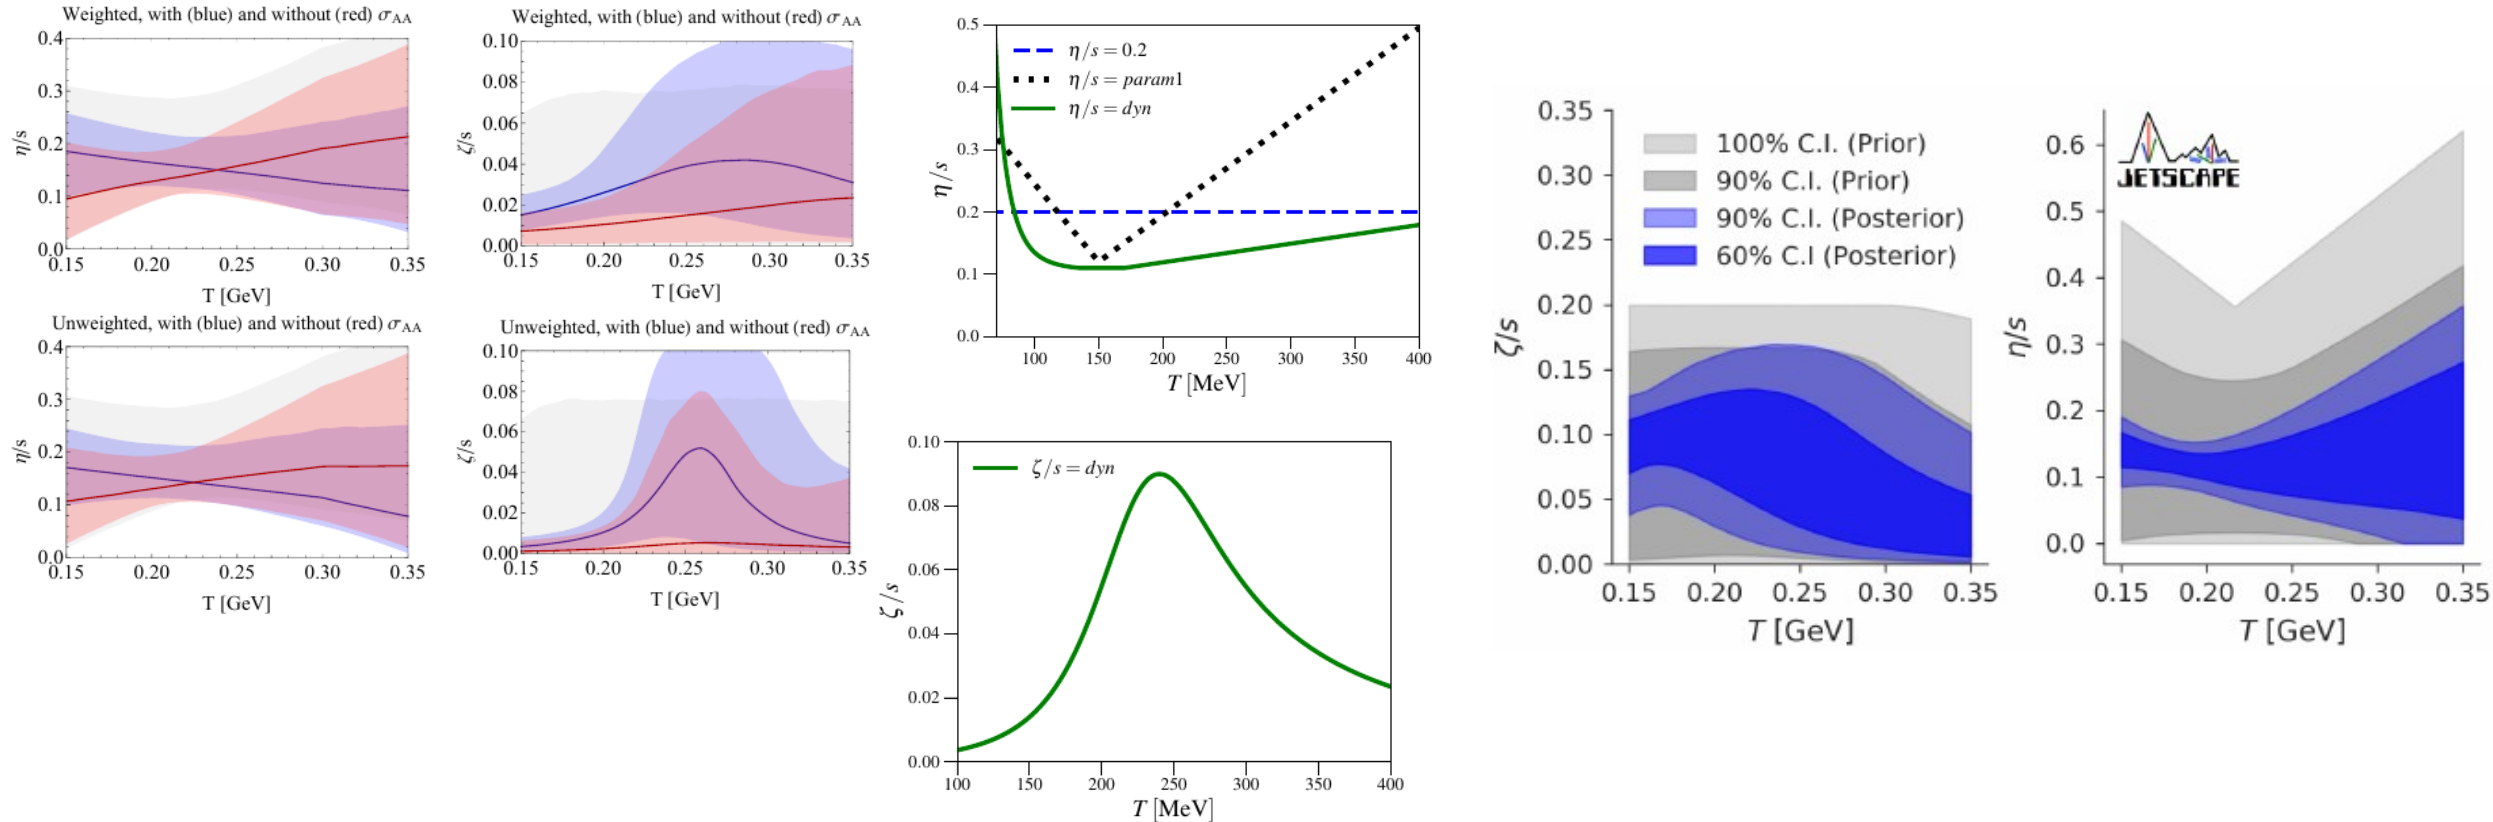 Weighted, with (blue) and without (red) σAA
0.4
0.3
0.2
0.1
0.0
η/s
0.15 0.20 0.25 0.30 0.35
T [GeV]
Weighted, with (blue) and without (red) σAA
0.10
0.08
0.06
0.04
0.02
0.00
ζ/s
0.15 0.20 0.25 0.30 0.35
T [GeV]
Unweighted, with (blue) and without (red) σAA
0.4
0.3
0.2
0.1
0.0
η/s
0.15 0.20 0.25 0.30 0.35
T [GeV]
Unweighted, with (blue) and without (red) σAA
0.10
0.08
0.06
0.04
0.02
0.00
ζ/s
0.15 0.20 0.25 0.30 0.35
T [GeV]
0.5
0.4
0.3
0.2
0.1
0.0
η/s
η/s = 0.2
η/s = param1
η/s = dyn
100 150 200 250 300 350 400
T [MeV]
0.10
0.08
0.06
0.04
0.02
0.00
ζ/s
ζ/s = dyn
100 150 200 250 300 350 400
T [MeV]
0.35
0.30
0.25
0.20
0.15
0.10
0.05
0.00
ζ/s
100% C.I. (Prior)
90% C.I. (Prior)
90% C.I. (Posterior)
60% C.I (Posterior)
0.15 0.20 0.25 0.30 0.35
T [GeV]
0.6
0.5
0.4
0.3
0.2
0.1
0.0
η/s
JETSCAPE
0.15 0.20 0.25 0.30 0.35
T [GeV]